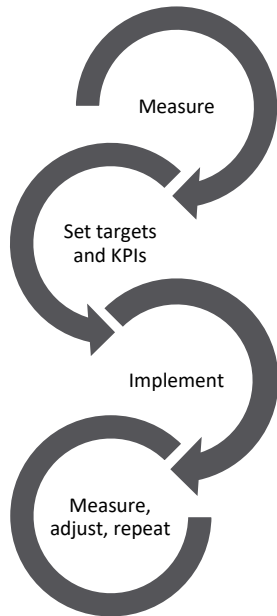 Measure
Set targets
and KPIs
Implement
Measure,
adjust, repeat